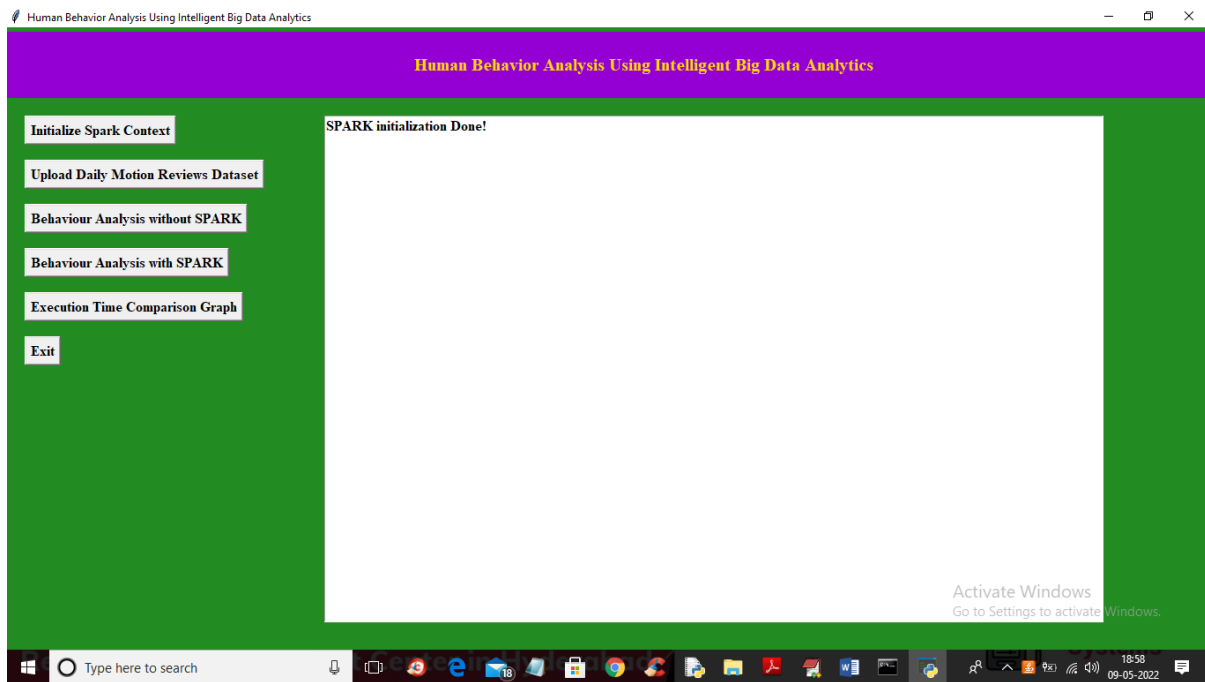 Human Behavior Analysis Using Intelligent Big Data Analytics
Human Behavior Analysis Using Intelligent Big Data Analytics
Initialize Spark Context
SPARK initialization Done!
Upload Daily Motion Reviews Dataset
Behaviour Analysis without SPARK
Behaviour Analysis with SPARK
Execution Time Comparison Graph
Exit
Activate Windows
Go to Settings to activate Windows.
Type here to search
18
18:58
09-05-2022